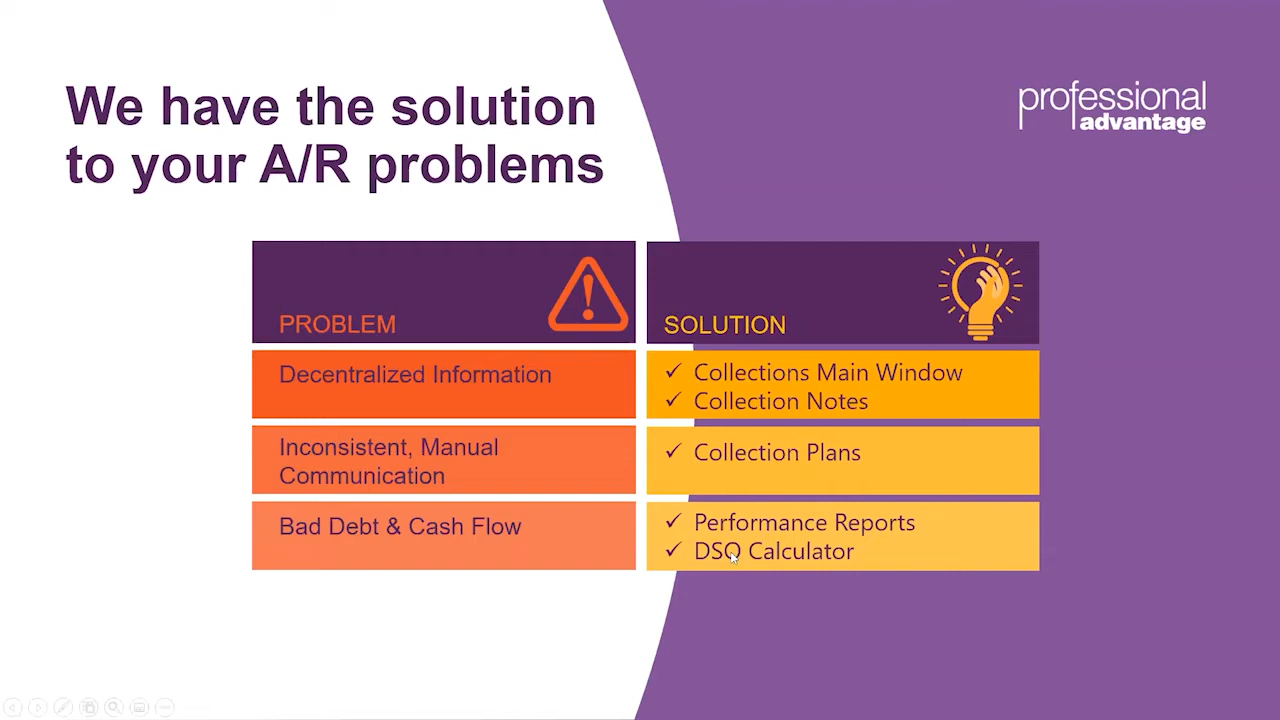 We have the solution
to your A/R problems
professional
advantage
PROBLEM
SOLUTION
Decentralized Information
✓ Collections Main Window
✓ Collection Notes
Inconsistent, Manual
Communication
✓ Collection Plans
Bad Debt & Cash Flow
✓ Performance Reports
✓ DSO Calculator